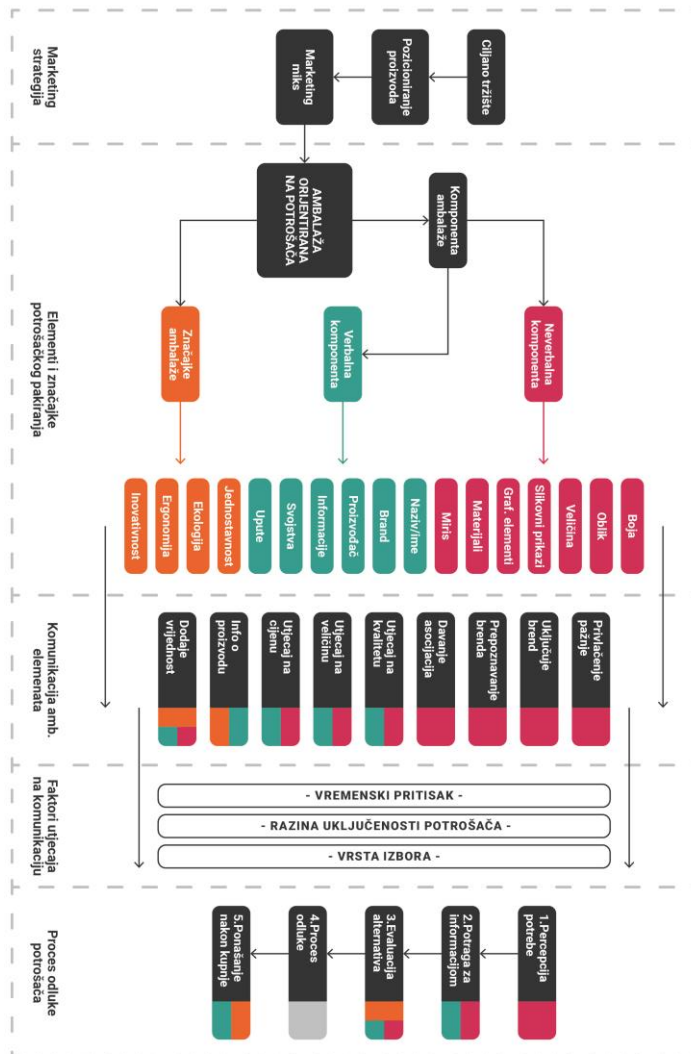 Marketing
strategija
Ciljano tržište
Pozicioniranje
proizvoda
Marketing
miks
Elementi i značajke
potrošačkog pakiranja
AMBALAŽA
ORIJENTIRANA
NA POTROŠAČA
Komponenta
ambalaže
Neverbalna
komponenta
Verbalna
komponenta
Značajke
ambalaže
Boja
Oblik
Veličina
Slikovni prikazi
Graf. elementi
Materijali
Miris
Naziv/ime
Brand
Proizvođač
Informacije
Svojstva
Upute
Jednostavnost
Ekologija
Ergonomija
Inovativnost
Komunikacija amb.
elemenata
Privlačenje
pažnje
Uključuje
brend
Prepoznavanje
brenda
Davanje
asocijacija
Utjecaj na
kvalitetu
Utjecaj na
veličinu
Utjecaj na
cijenu
Info o
proizvodu
Dodaje
vrijednost
Faktori utjecaja
na komunikaciju
- VREMENSKI PRITISAK -
- RAZINA UKLJUČENOSTI POTROŠAČA -
- VRSTA IZBORA -
Proces odluke
potrošača
1.Percepcija
potrebe
2.Potraga za
informacijom
3.Evaluacija
alternativa
4.Proces
odluke
5.Ponašanje
nakon kupnje